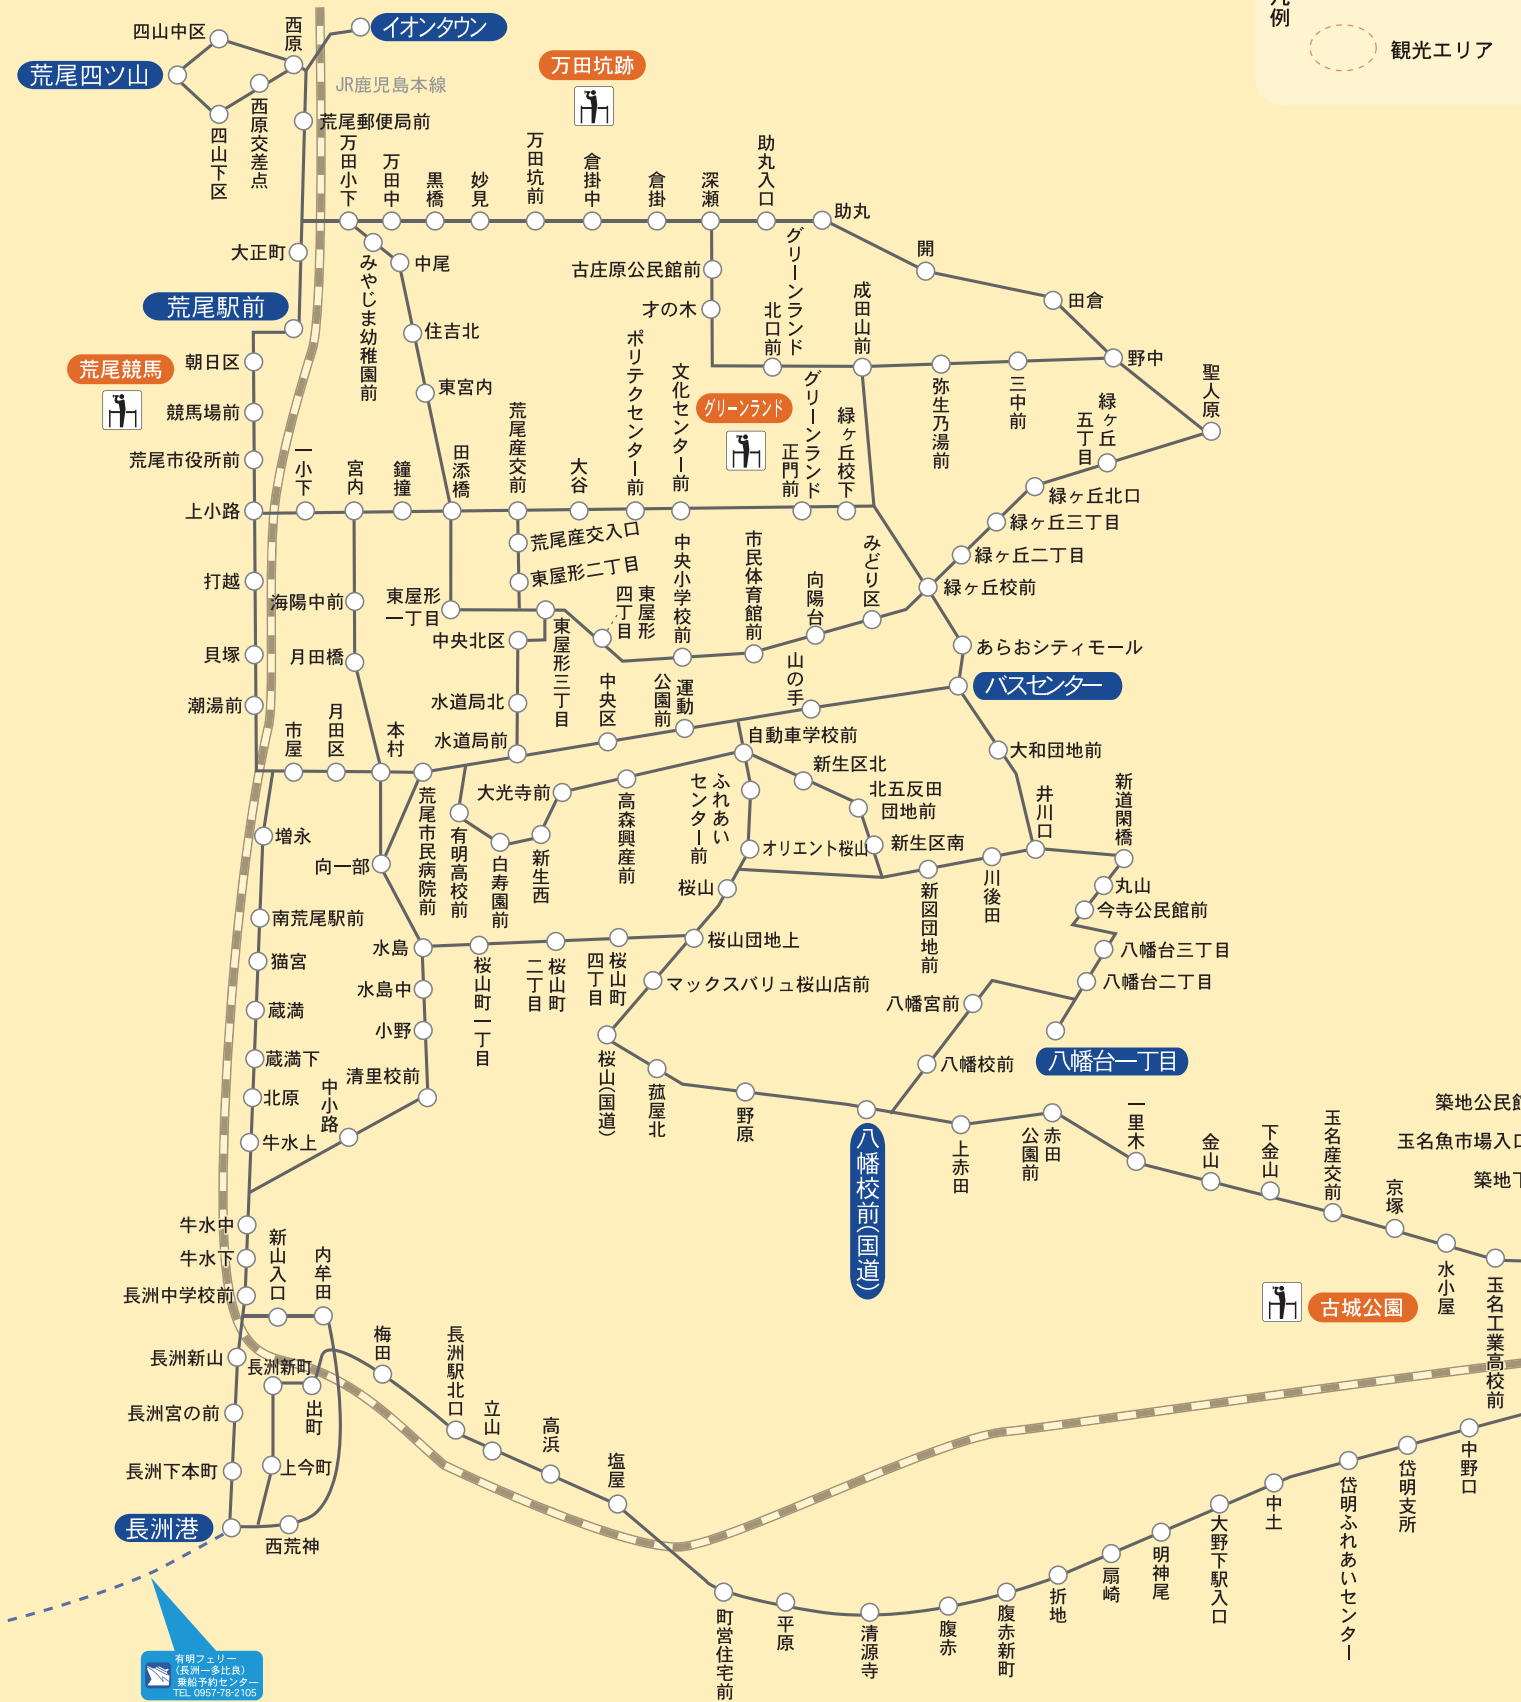 凡例
観光エリア
四山中区
西原
イオンタウン
荒尾四ツ山
西原交差点
四山下区
JR鹿児島本線
荒尾郵便局前
万田坑跡
万田小下
万田中
黒橋
妙見
万田坑前
倉掛中
倉掛
深瀬
助丸入口
助丸
大正町
みやじま幼稚園前
中尾
古庄原公民館前
才の木
グリーンランド
北口前
成田山前
開
田倉
野中
荒尾駅前
朝日区
荒尾競馬
競馬場前
荒尾市役所前
上小路
住吉北
東宮内
ポリテクセンター前
文化センター前
グリーンランド
グリーンランド
正門前
緑ヶ丘校下
弥生乃湯前
三中前
聖人原
緑ヶ丘
五丁目
緑ヶ丘北口
緑ヶ丘三丁目
緑ヶ丘二丁目
緑ヶ丘校前
一小下
宮内
鐘撞
田添橋
荒尾産交前
大谷
荒尾産交入口
東屋形二丁目
打越
海陽中前
東屋形
一丁目
東屋形
四丁目
中央小学校前
市民体育館前
向陽台
みどり区
あらおシティモール
バスセンター
貝塚
月田橋
中央北区
東屋形三丁目
潮湯前
水道局北
水道局前
中央区
運動
公園前
山の手
市屋
月田区
本村
自動車学校前
大和団地前
新生区北
北五反田
団地前
新生区南
新道閑橋
井川口
大光寺前
荒尾市民病院前
有明高校前
白寿園前
新生西
高森興産前
ふれあい
センター前
オリエント桜山
桜山
増永
向一部
南荒尾駅前
猫宮
蔵満
蔵満下
北原
牛水上
水島
水島中
小野
清里校前
中小路
桜山町一丁目
桜山町
二丁目
桜山町
四丁目
桜山団地上
マックスバリュ桜山店前
新図団地前
川後田
丸山
今寺公民館前
八幡台三丁目
八幡台二丁目
八幡台一丁目
八幡宮前
八幡校前
桜山(国道)
菰屋北
野原
八幡校前(国道)
上赤田
赤田
公園前
一里木
金山
下金山
玉名産交前
京塚
水小屋
玉名工業高校前
築地公民館
玉名魚市場入口
築地下
古城公園
牛水中
牛水下
新山入口
内牟田
長洲中学校前
長洲新山
長洲新町
長洲宮の前
出町
長洲下本町
上今町
長洲港
西荒神
梅田
長洲駅北口
立山
高浜
塩屋
町営住宅前
平原
清源寺
腹赤
腹赤新町
折地
扇崎
明神尾
大野下駅入口
中土
岱明ふれあいセンター
岱明支所
中野口
有明フェリー
(長洲ー多比良)
乗船予約センター
TEL 0957-78-2105